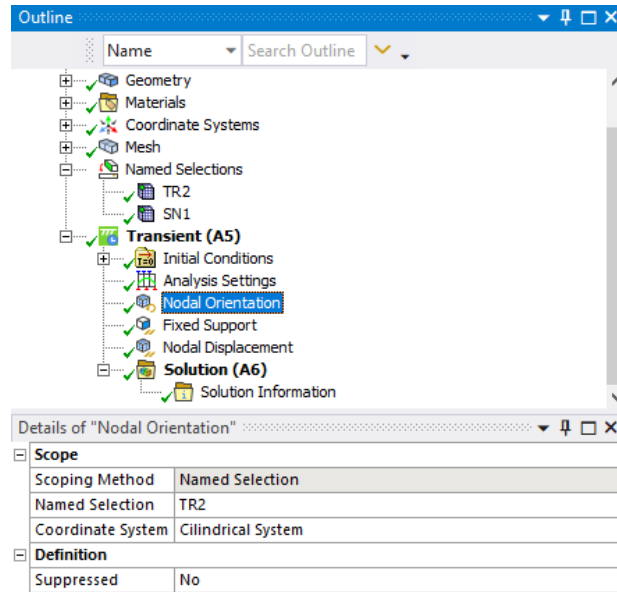 Outline
Name Search Outline
Geometry
Materials
Coordinate Systems
Mesh
Named Selections
TR2
SN1
Transient (A5)
T=0 Initial Conditions
Analysis Settings
Nodal Orientation
Fixed Support
Nodal Displacement
Solution (A6)
Solution Information
Details of "Nodal Orientation"
Scope
Scoping Method Named Selection
Named Selection TR2
Coordinate System Cilindrical System
Definition
Suppressed No